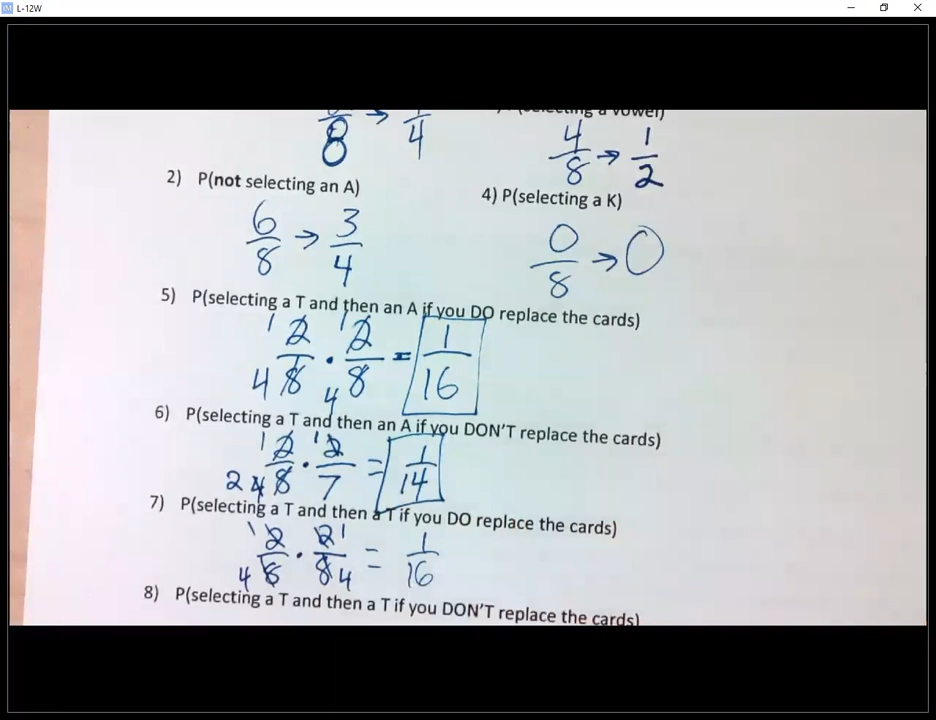 L-12W
8 → 1/4
4/8 → 1/2
2) P(not selecting an A)
4) P(selecting a K)
6/8 → 3/4
0/8 → 0
5) P(selecting a T and then an A if you DO replace the cards)
1 2/8 4 · 1 2/8 4 = 1/16
6) P(selecting a T and then an A if you DON'T replace the cards)
1 2/8 4 2 · 1 2/7 = 1/14
7) P(selecting a T and then a T if you DO replace the cards)
1 2/8 4 · 2 1/8 4 = 1/16
8) P(selecting a T and then a T if you DON'T replace the cards)